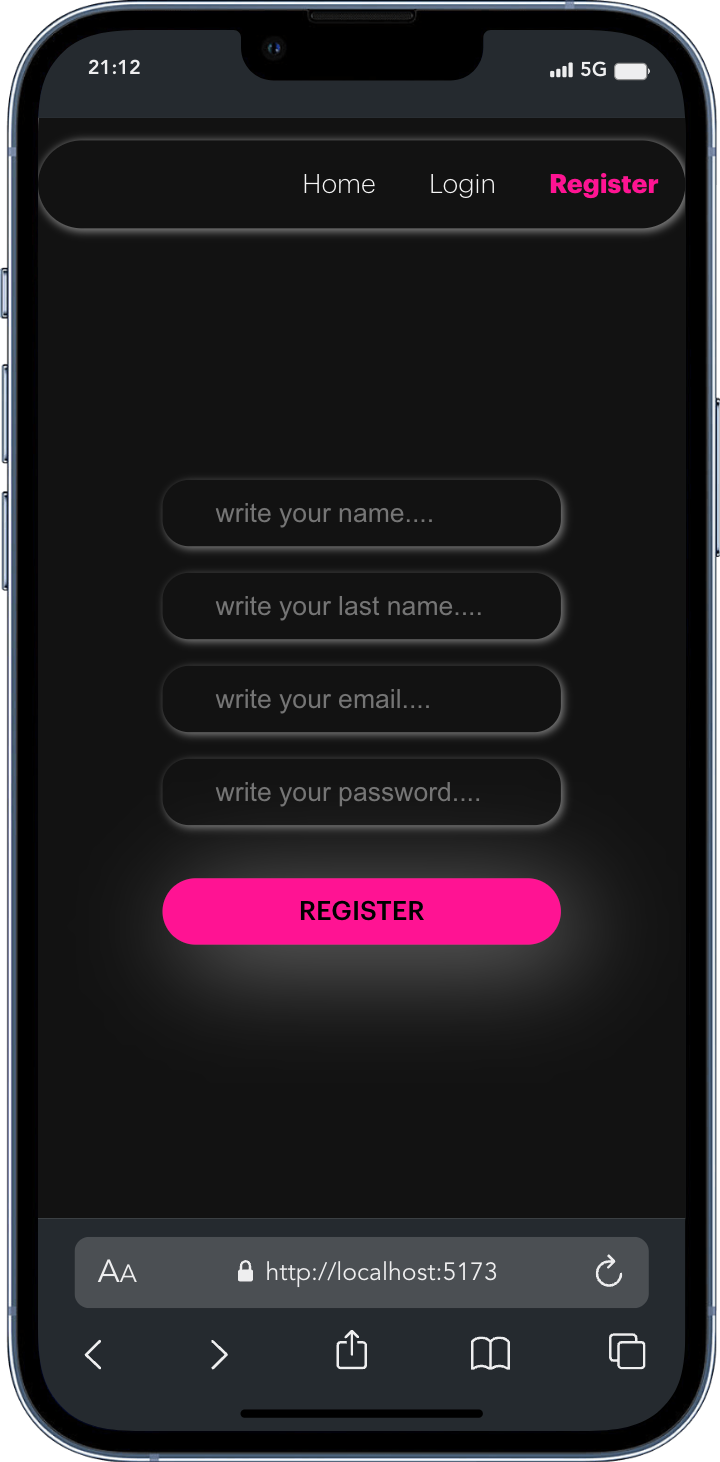 21:12 5G
Home Login Register
write your name....
write your last name....
write your email....
write your password....
REGISTER
AA http://localhost:5173